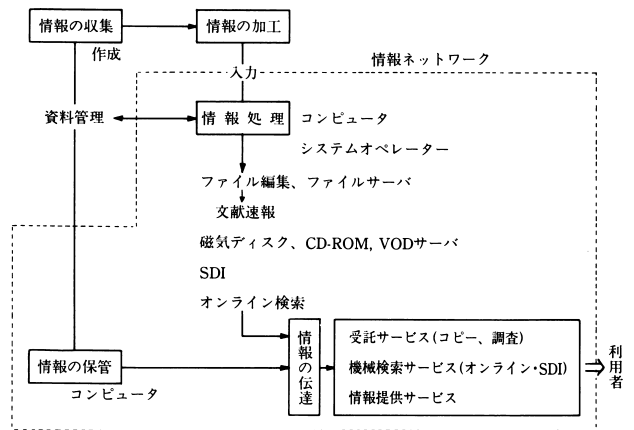 情報の収集
情報の加工
作成
情報ネットワーク
入力
資料管理
情報処理
コンピュータ
システムオペレーター
ファイル編集、ファイルサーバ
文献速報
磁気ディスク、CD-ROM, VODサーバ
SDI
オンライン検索
情報の伝達
受託サービス(コピー、調査)
機械検索サービス(オンライン・SDI)
情報提供サービス
利用者
情報の保管
コンピュータ